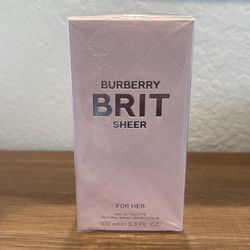 BURBERRY
BRIT
SHEER
FOR HER
EAU DE TOILETTE
NATURAL SPRAY VAPORISATEUR
100 ml ℮ 3.3 FL. OZ